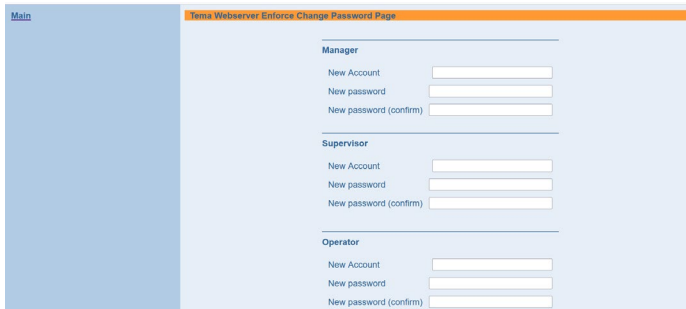 Main
Tema Webserver Enforce Change Password Page
Manager
New Account
New password
New password (confirm)
Supervisor
New Account
New password
New password (confirm)
Operator
New Account
New password
New password (confirm)